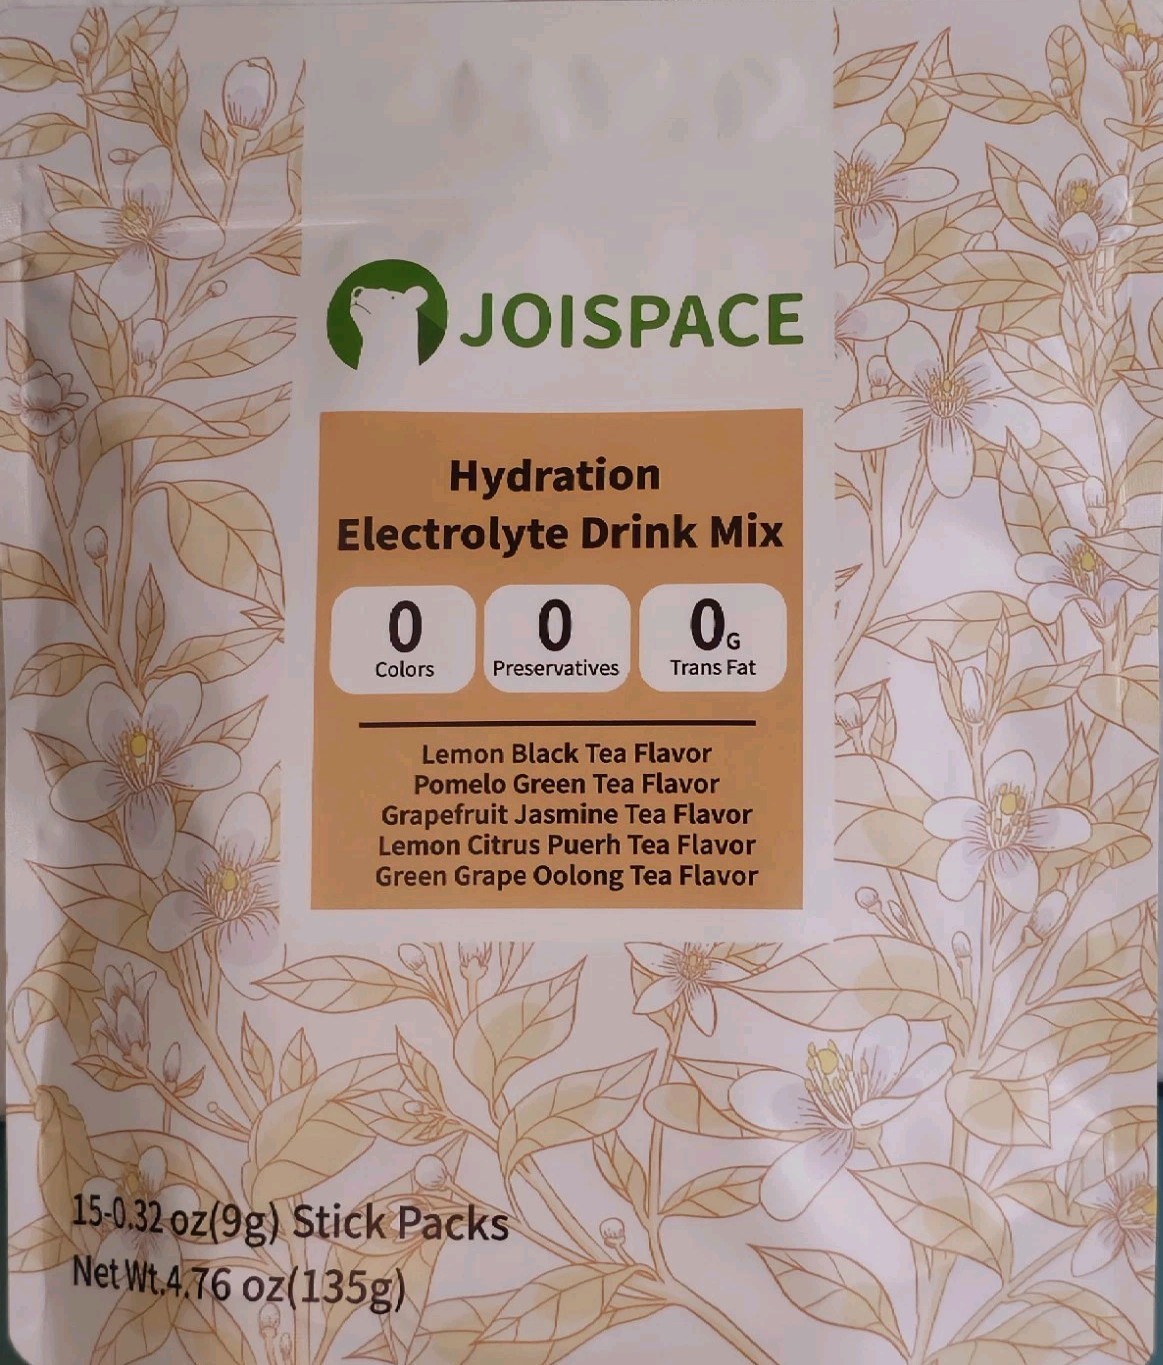 JOISPACE
Hydration
Electrolyte Drink Mix
0 0 0G
Colors Preservatives Trans Fat
Lemon Black Tea Flavor
Pomelo Green Tea Flavor
Grapefruit Jasmine Tea Flavor
Lemon Citrus Puerh Tea Flavor
Green Grape Oolong Tea Flavor
15-0.32 oz(9g) Stick Packs
Net Wt.4.76 oz(135g)